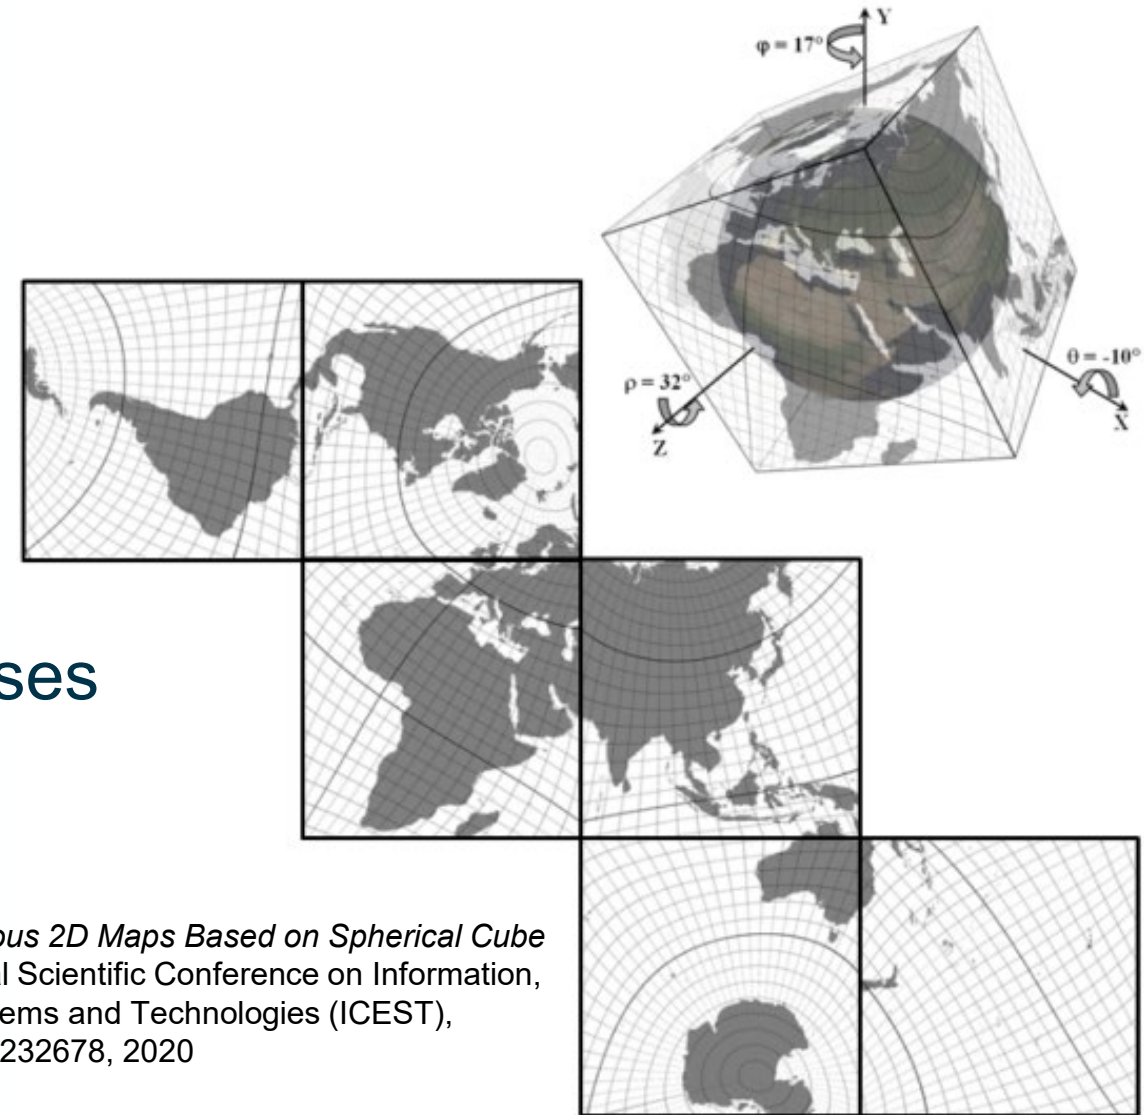 Y
φ = 17°
θ = -10°
ρ = 32°
X
Z
ses
ous 2D Maps Based on Spherical Cube
al Scientific Conference on Information,
ems and Technologies (ICEST),
232678, 2020